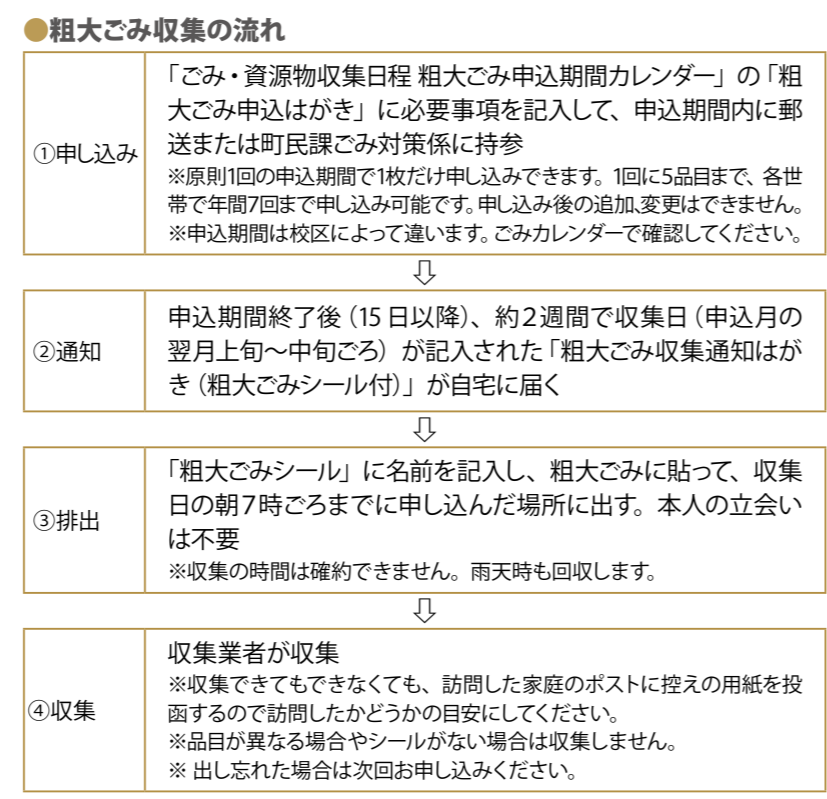 ●粗大ごみ収集の流れ
①申し込み
「ごみ・資源物収集日程 粗大ごみ申込期間カレンダー」の「粗
大ごみ申込はがき」に必要事項を記入して、申込期間内に郵
送または町民課ごみ対策係に持参
※原則1回の申込期間で1枚だけ申し込みできます。1回に5品目まで、各世
帯で年間7回まで申し込み可能です。申し込み後の追加、変更はできません。
※申込期間は校区によって違います。ごみカレンダーで確認してください。
⇩
②通知
申込期間終了後（15日以降）、約２週間で収集日（申込月の
翌月上旬～中旬ごろ）が記入された「粗大ごみ収集通知はが
き（粗大ごみシール付）」が自宅に届く
⇩
③排出
「粗大ごみシール」に名前を記入し、粗大ごみに貼って、収集
日の朝７時ごろまでに申し込んだ場所に出す。本人の立会い
は不要
※収集の時間は確約できません。雨天時も回収します。
⇩
④収集
収集業者が収集
※収集できてもできなくても、訪問した家庭のポストに控えの用紙を投
函するので訪問したかどうかの目安にしてください。
※品目が異なる場合やシールがない場合は収集しません。
※ 出し忘れた場合は次回お申し込みください。